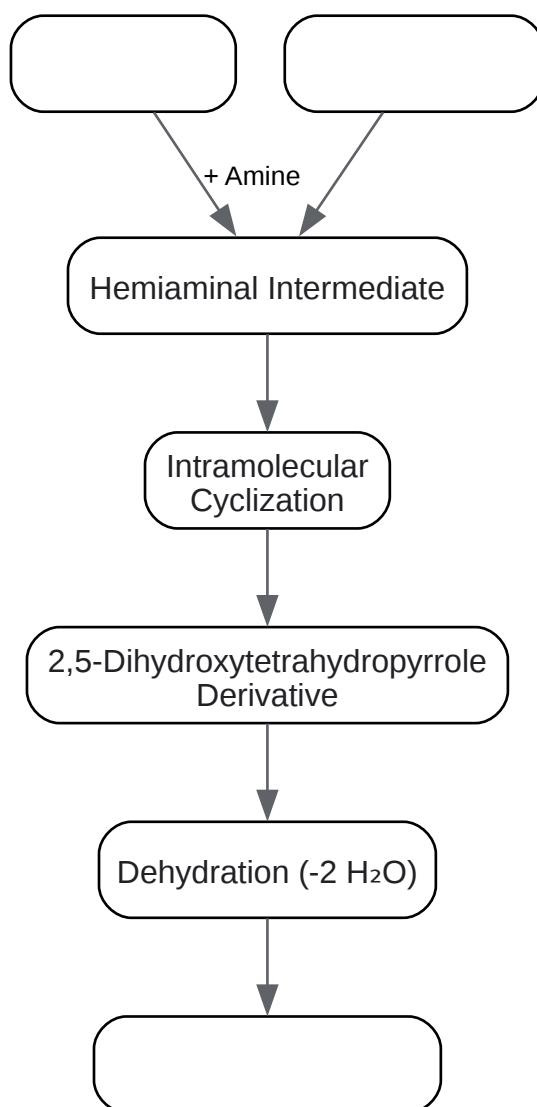 + Amine
Hemiaminal Intermediate
Intramolecular
Cyclization
2,5-Dihydroxytetrahydropyrrole
Derivative
Dehydration (-2 H₂O)